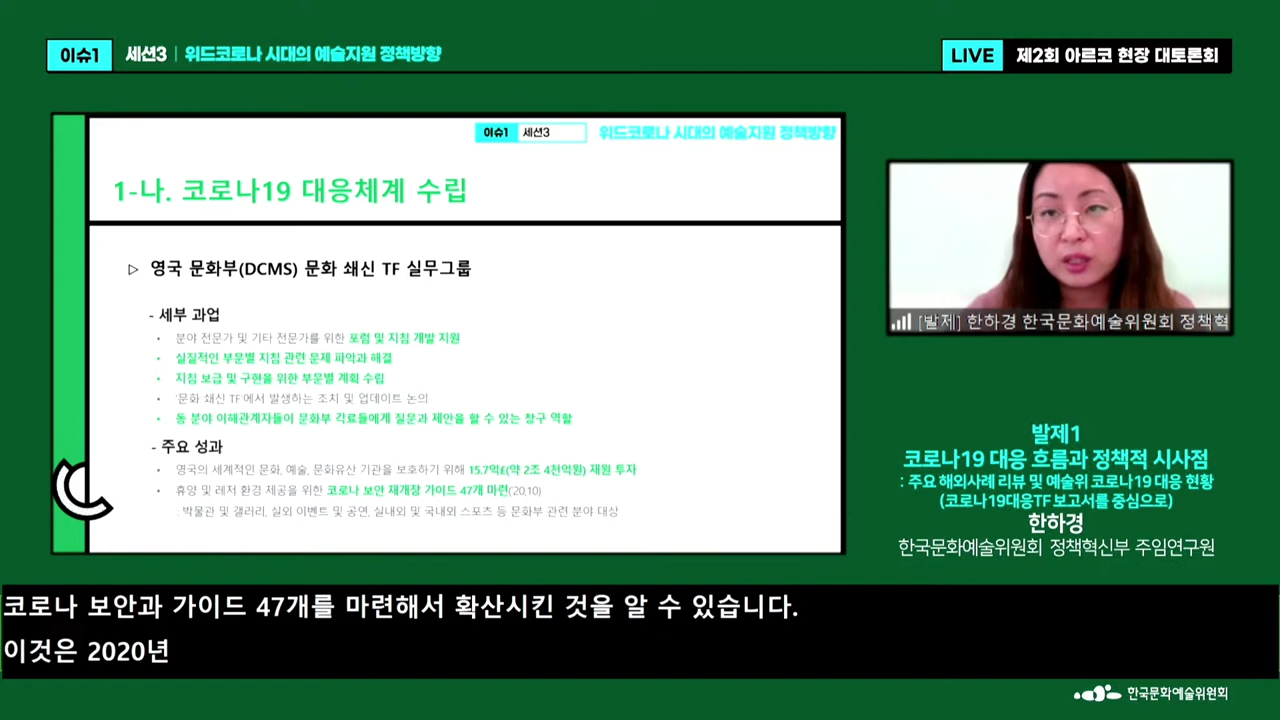 이슈1 세션3 | 위드코로나 시대의 예술지원 정책방향
LIVE 제2회 아르코 현장 대토론회
이슈1 세션3 위드코로나 시대의 예술지원 정책방향
1-나. 코로나19 대응체계 수립
▷ 영국 문화부(DCMS) 문화 쇄신 TF 실무그룹
- 세부 과업
• 분야 전문가 및 기타 전문가를 위한 포럼 및 지침 개발 지원
• 실질적인 부문별 지침 관련 문제 파악과 해결
• 지침 보급 및 구현을 위한 부문별 계획 수립
• '문화 쇄신 TF'에서 발생하는 조치 및 업데이트 논의
• 동 분야 이해관계자들이 문화부 각료들에게 질문과 제안을 할 수 있는 창구 역할
- 주요 성과
• 영국의 세계적인 문화, 예술, 문화유산 기관을 보호하기 위해 15.7억£(약 2조 4천억원) 재원 투자
• 휴양 및 레저 환경 제공을 위한 코로나 보안 재개장 가이드 47개 마련('20.10)
: 박물관 및 갤러리, 실외 이벤트 및 공연, 실내외 및 국내외 스포츠 등 문화부 관련 분야 대상
[발제] 한하경 한국문화예술위원회 정책혁
발제1
코로나19 대응 흐름과 정책적 시사점
: 주요 해외사례 리뷰 및 예술위 코로나19 대응 현황
(코로나19대응TF 보고서를 중심으로)
한하경
한국문화예술위원회 정책혁신부 주임연구원
코로나 보안과 가이드 47개를 마련해서 확산시킨 것을 알 수 있습니다.
이것은 2020년
한국문화예술위원회